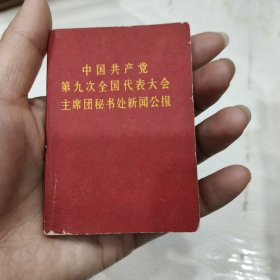 中国共产党
第九次全国代表大会
主席团秘书处新闻公报